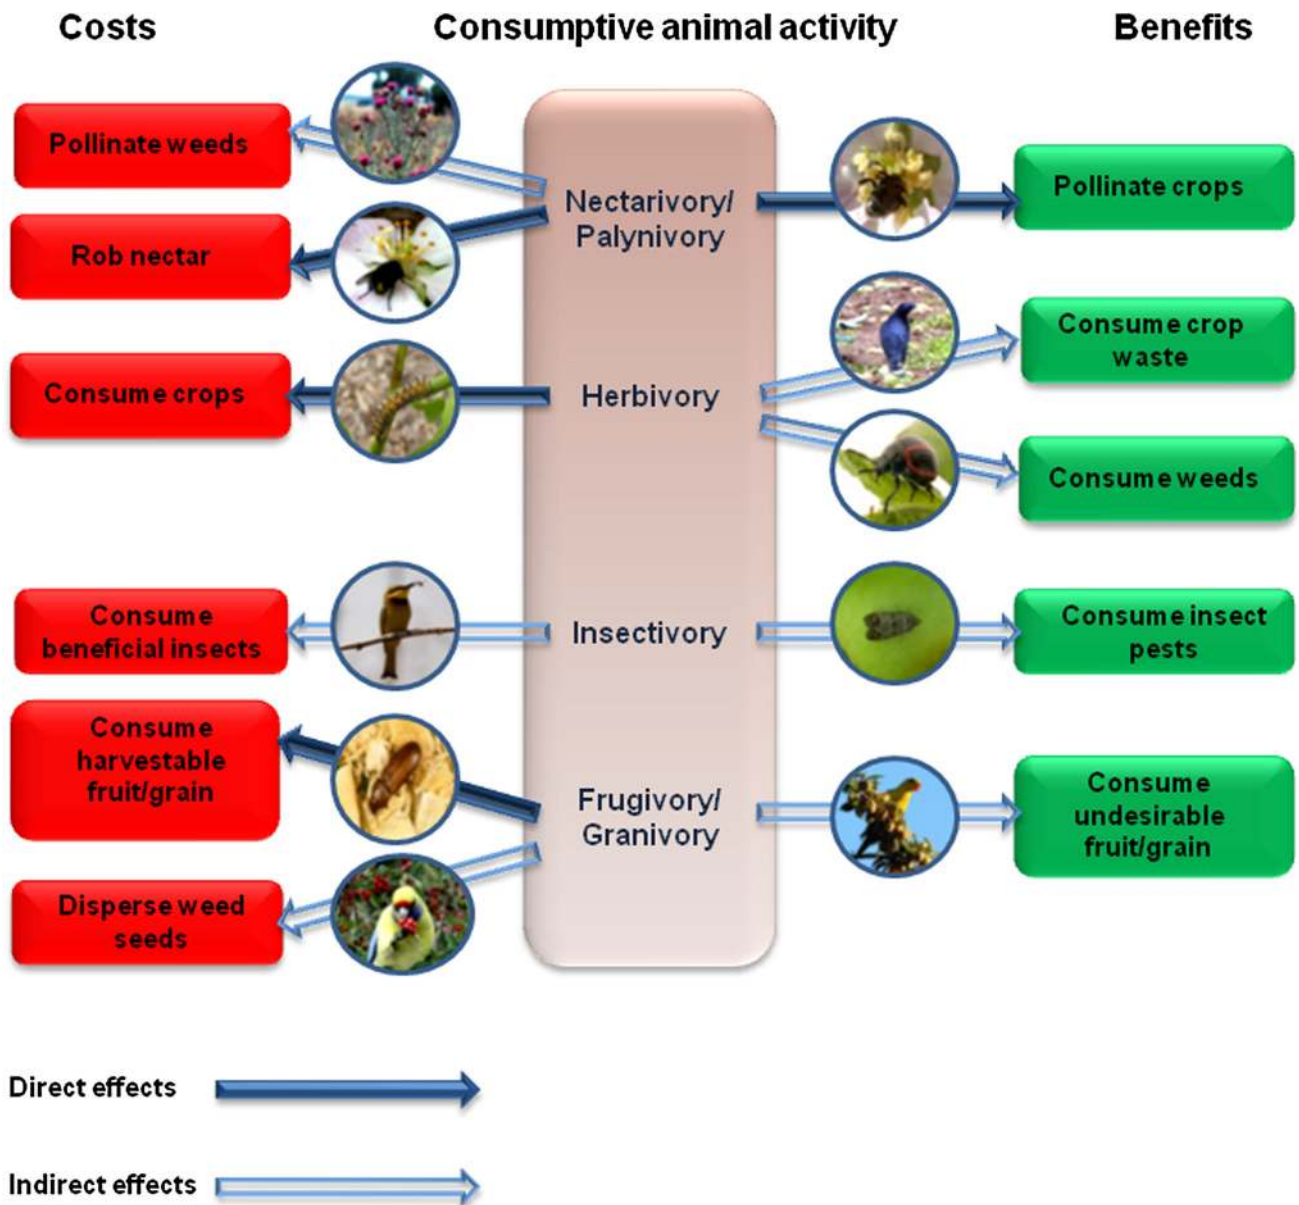 Costs
Consumptive animal activity
Benefits
Pollinate weeds
Rob nectar
Consume crops
Consume
beneficial insects
Consume
harvestable
fruit/grain
Disperse weed
seeds
Nectarivory/
Palynivory
Herbivory
Insectivory
Frugivory/
Granivory
Pollinate crops
Consume crop
waste
Consume weeds
Consume insect
pests
Consume
undesirable
fruit/grain
Direct effects
Indirect effects